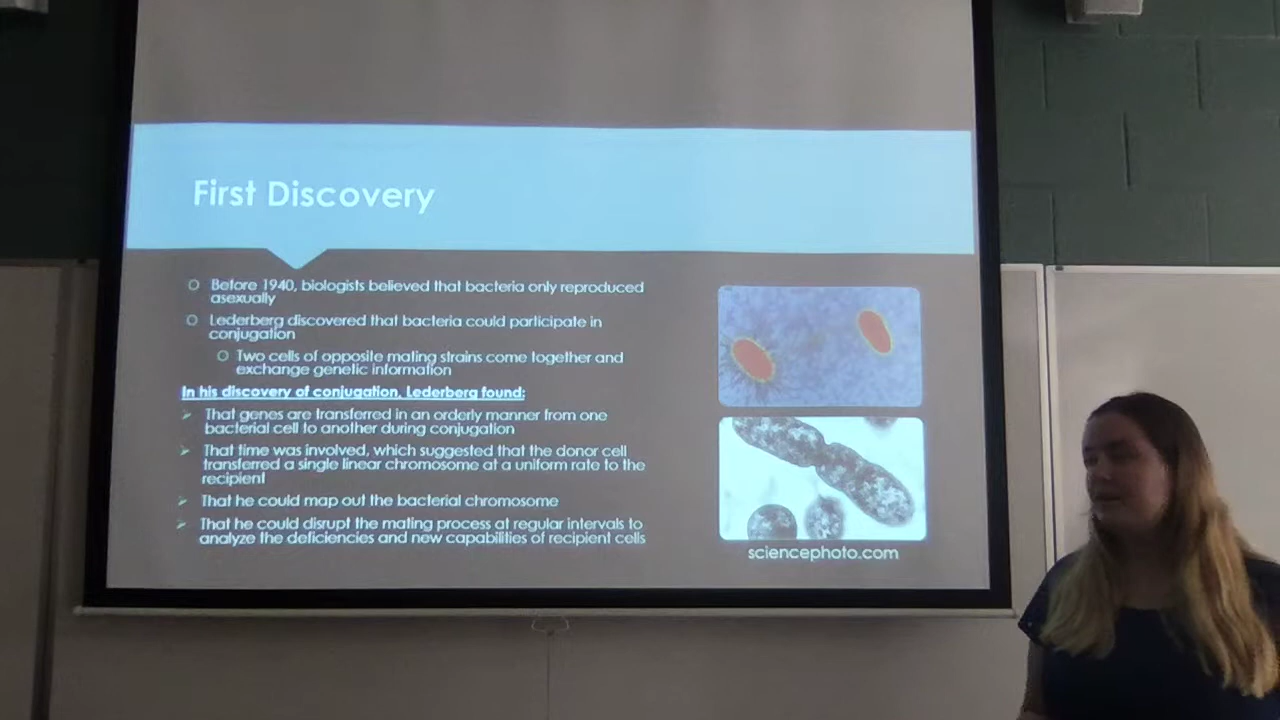 First Discovery
Before 1940, biologists believed that bacteria only reproduced
asexually
Lederberg discovered that bacteria could participate in
conjugation
Two cells of opposite mating strains come together and
exchange genetic information
In his discovery of conjugation, Lederberg found:
That genes are transferred in an orderly manner from one
bacterial cell to another during conjugation
That time was involved, which suggested that the donor cell
transferred a single linear chromosome at a uniform rate to the
recipient
That he could map out the bacterial chromosome
That he could disrupt the mating process at regular intervals to
analyze the deficiencies and new capabilities of recipient cells
sciencephoto.com